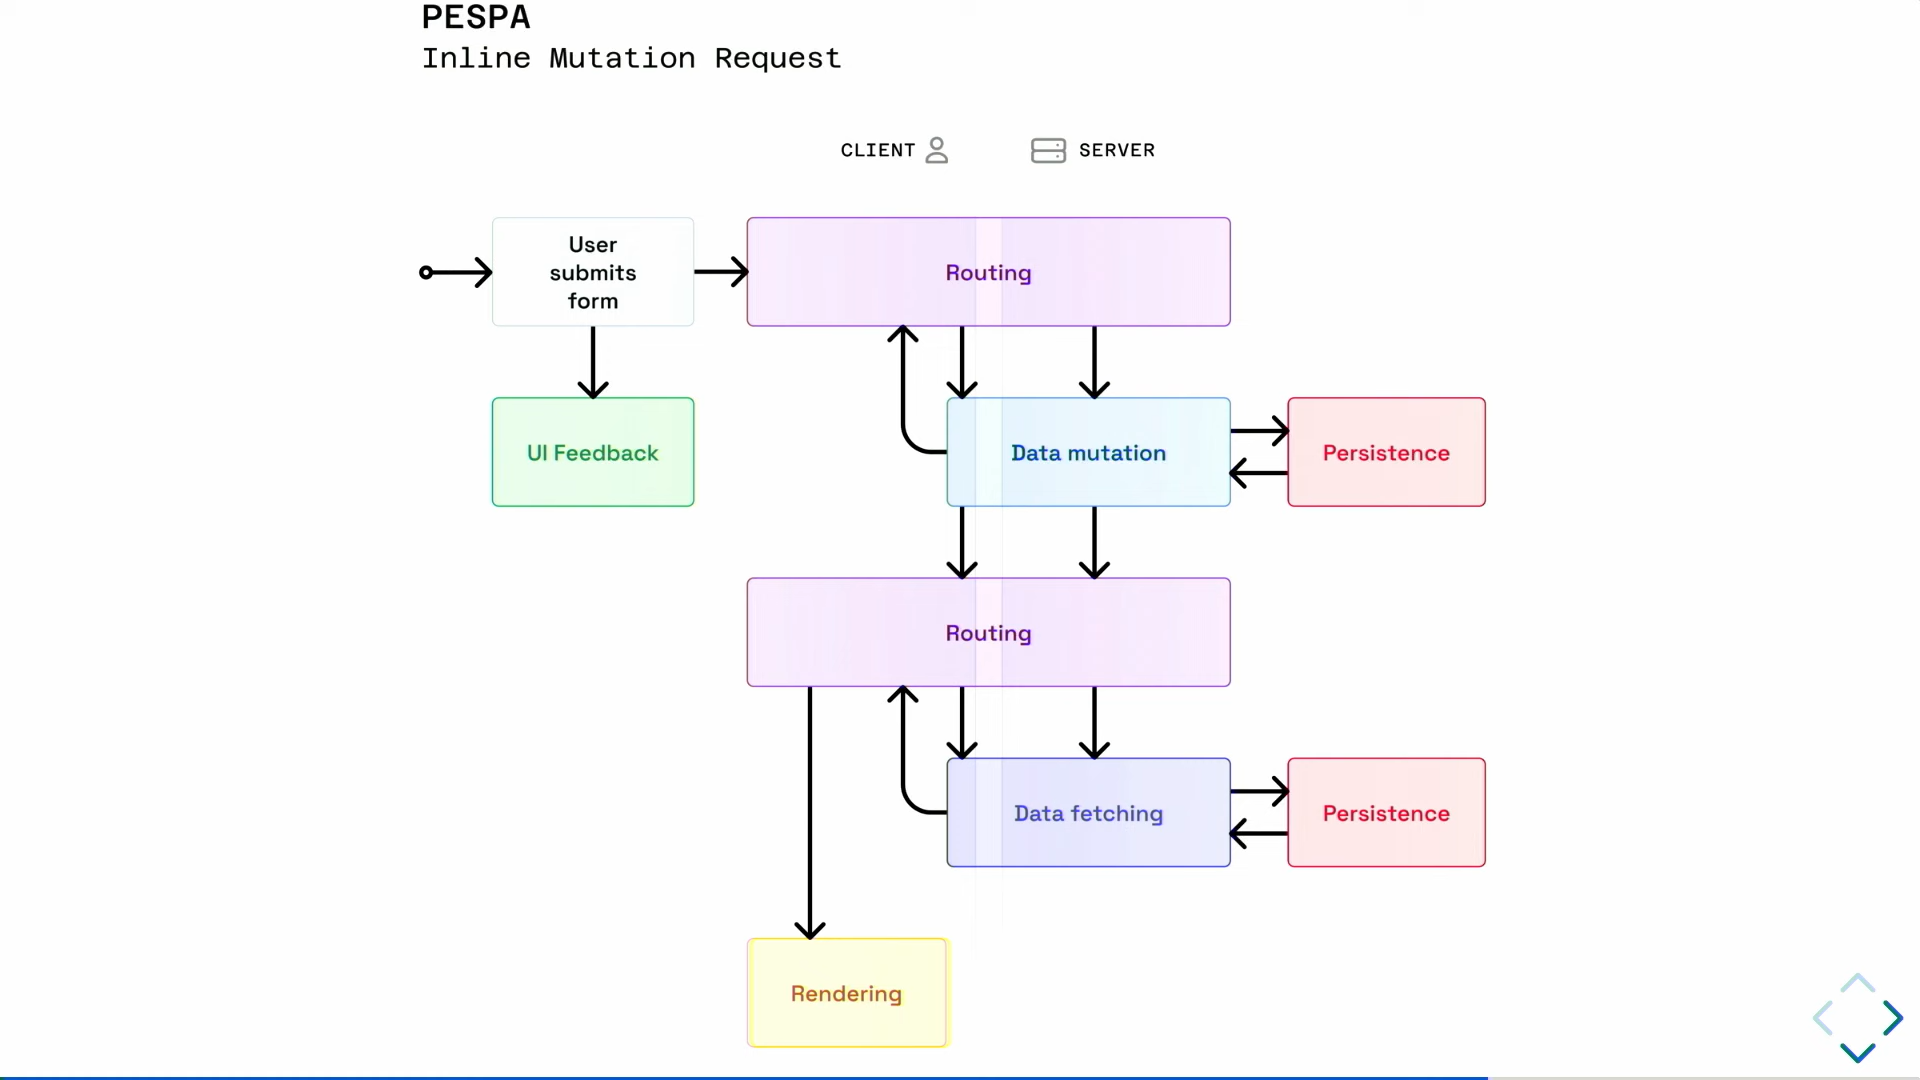 PESPA
Inline Mutation Request
CLIENT
SERVER
User
submits
form
Routing
UI Feedback
Data mutation
Persistence
Routing
Data fetching
Persistence
Rendering